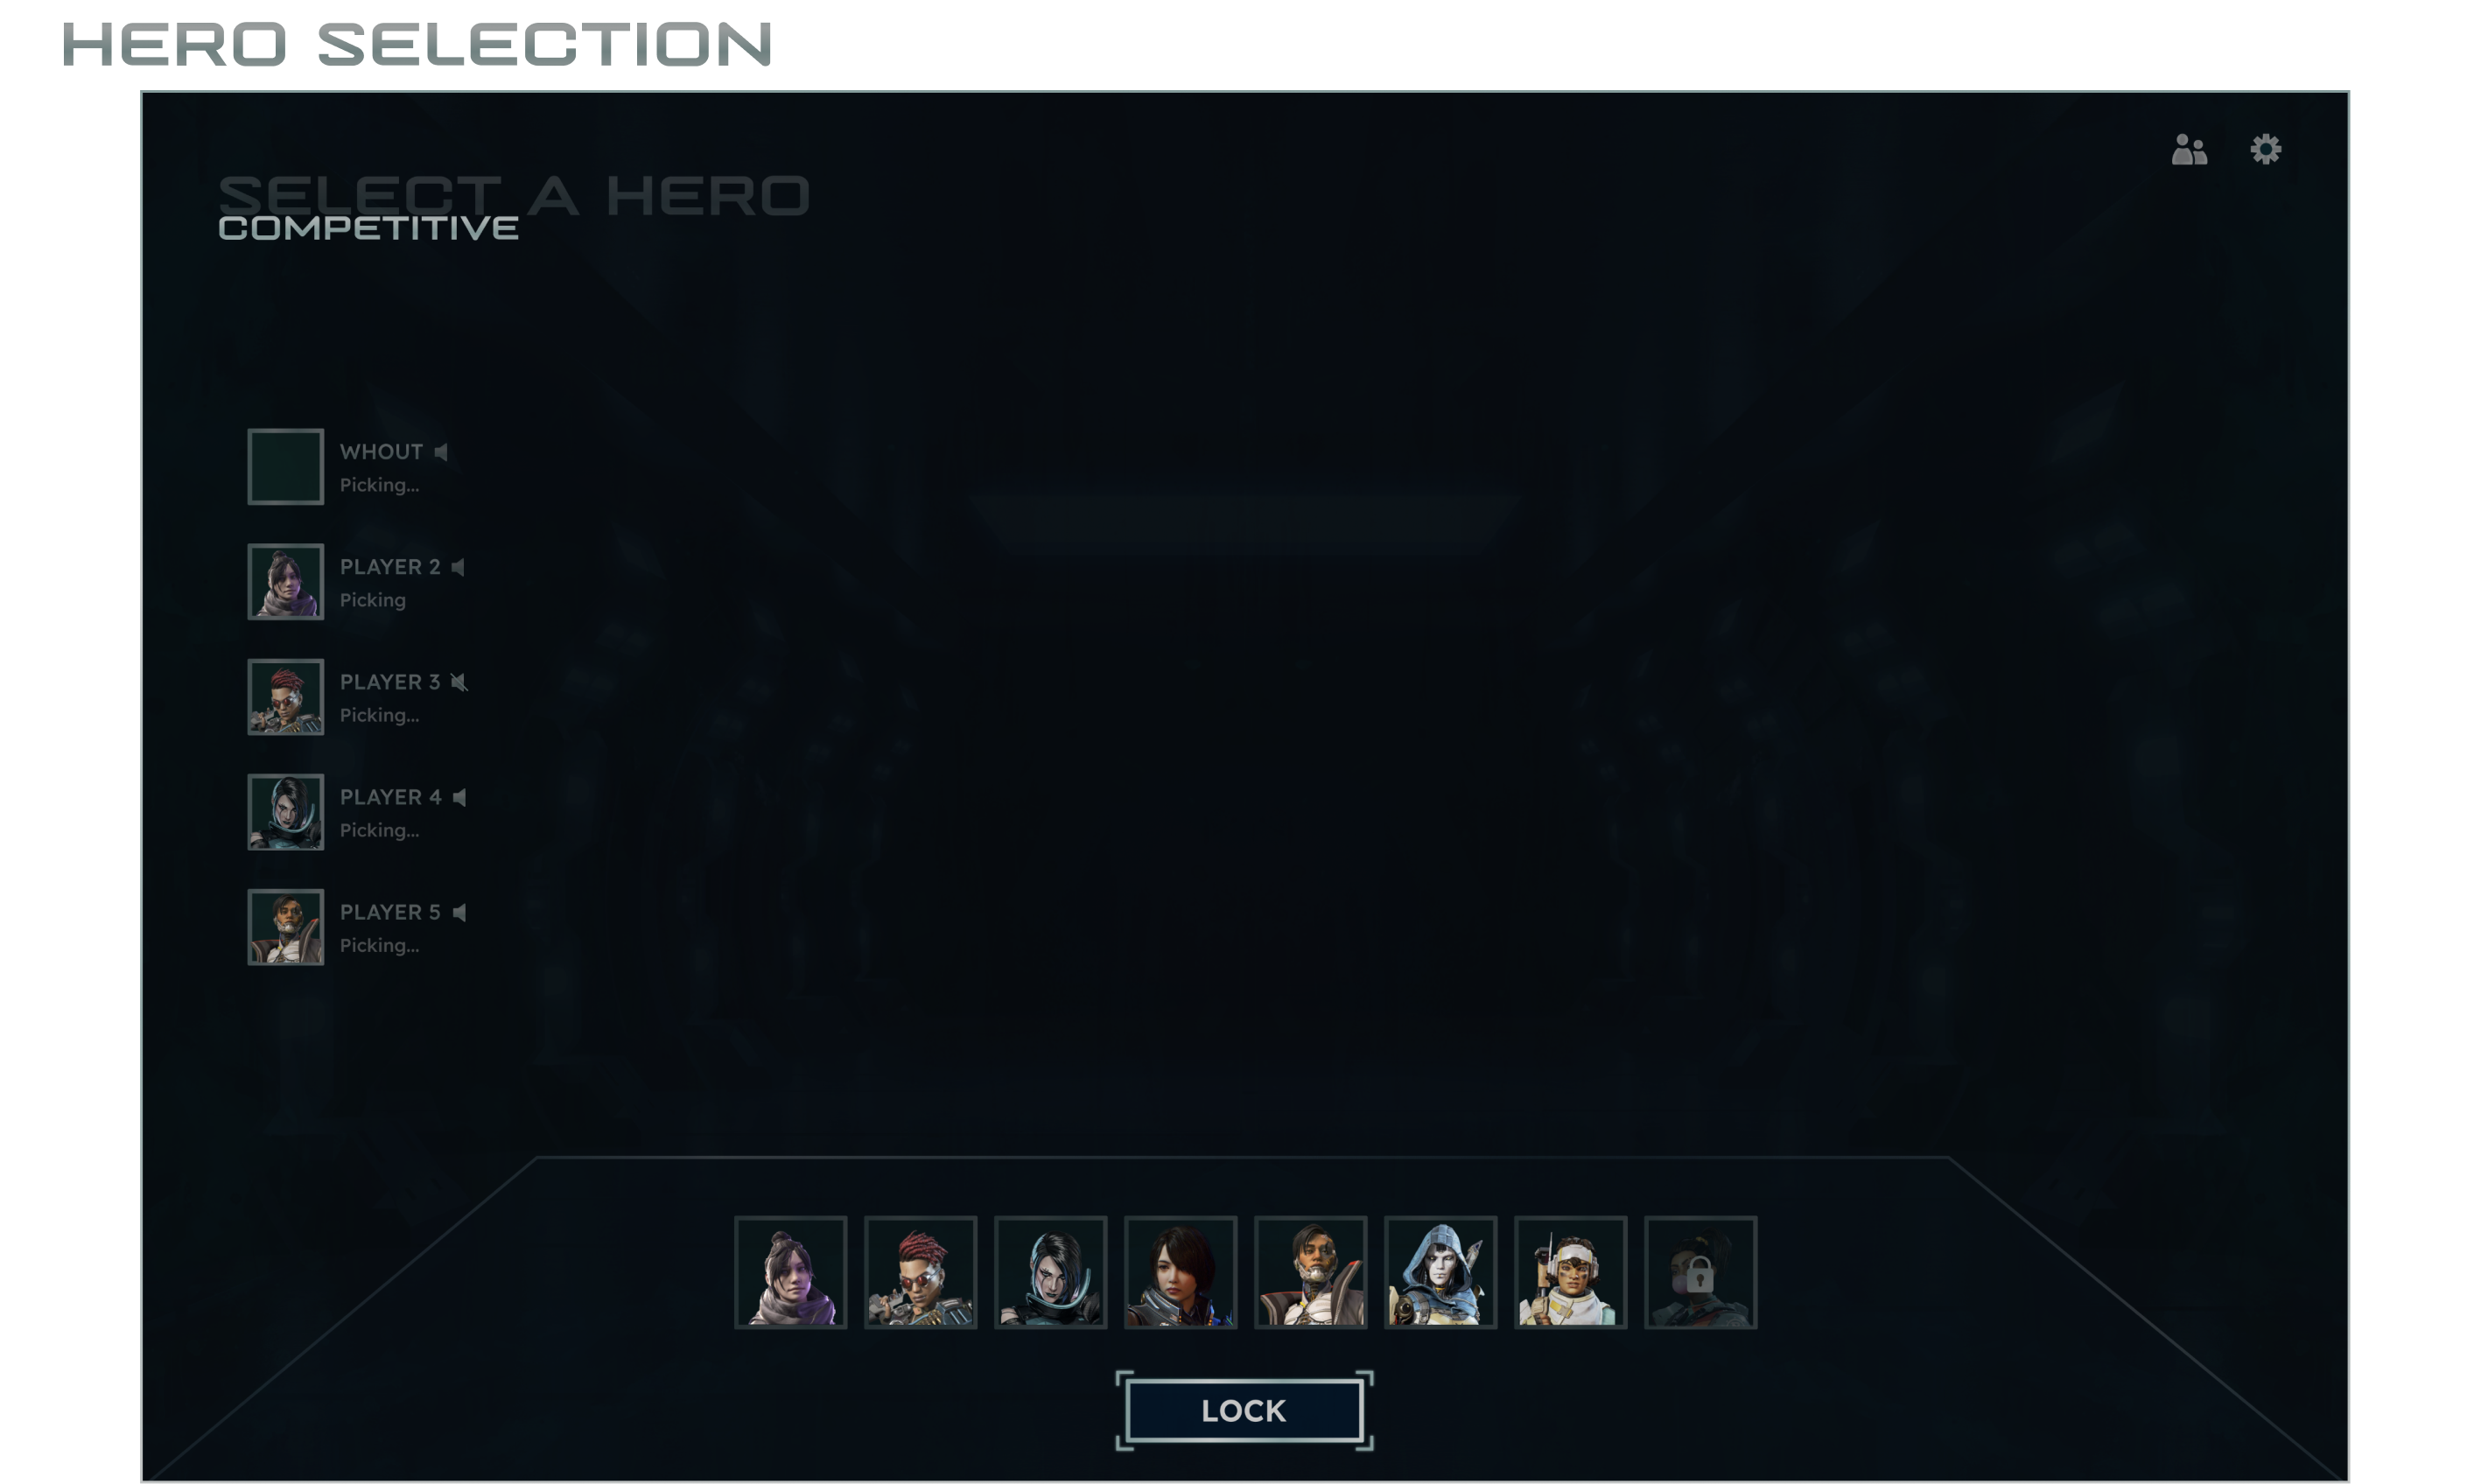 HERO SELECTION
SELECT A HERO
COMPETITIVE
WHOUT
Picking...
PLAYER 2
Picking
PLAYER 3
Picking...
PLAYER 4
Picking...
PLAYER 5
Picking...
LOCK